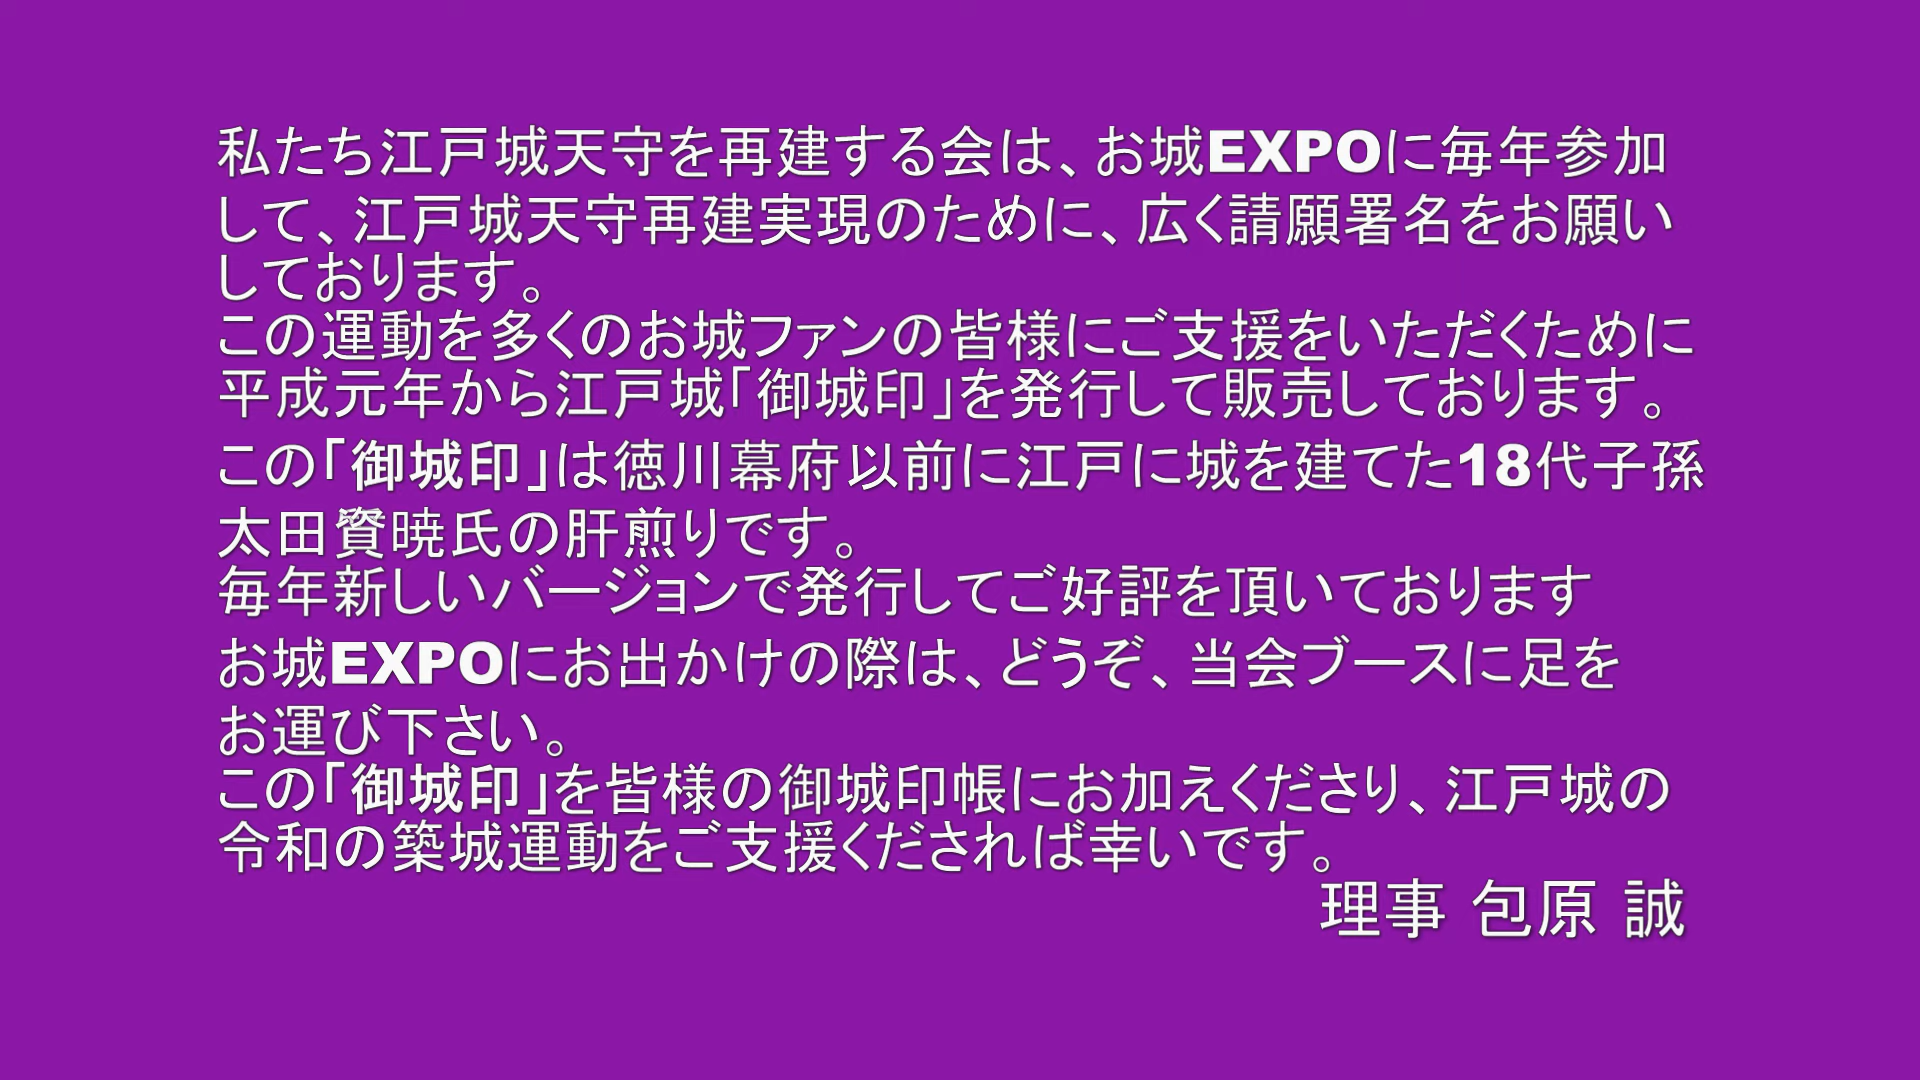 私たち江戸城天守を再建する会は、お城EXPOに毎年参加
して、江戸城天守再建実現のために、広く請願署名をお願い
しております。
この運動を多くのお城ファンの皆様にご支援をいただくために
平成元年から江戸城「御城印」を発行して販売しております。
この「御城印」は徳川幕府以前に江戸に城を建てた18代子孫
太田資暁氏の肝煎りです。
毎年新しいバージョンで発行してご好評を頂いております
お城EXPOにお出かけの際は、どうぞ、当会ブースに足を
お運び下さい。
この「御城印」を皆様の御城印帳にお加えくださり、江戸城の
令和の築城運動をご支援くだされば幸いです。
理事 包原 誠